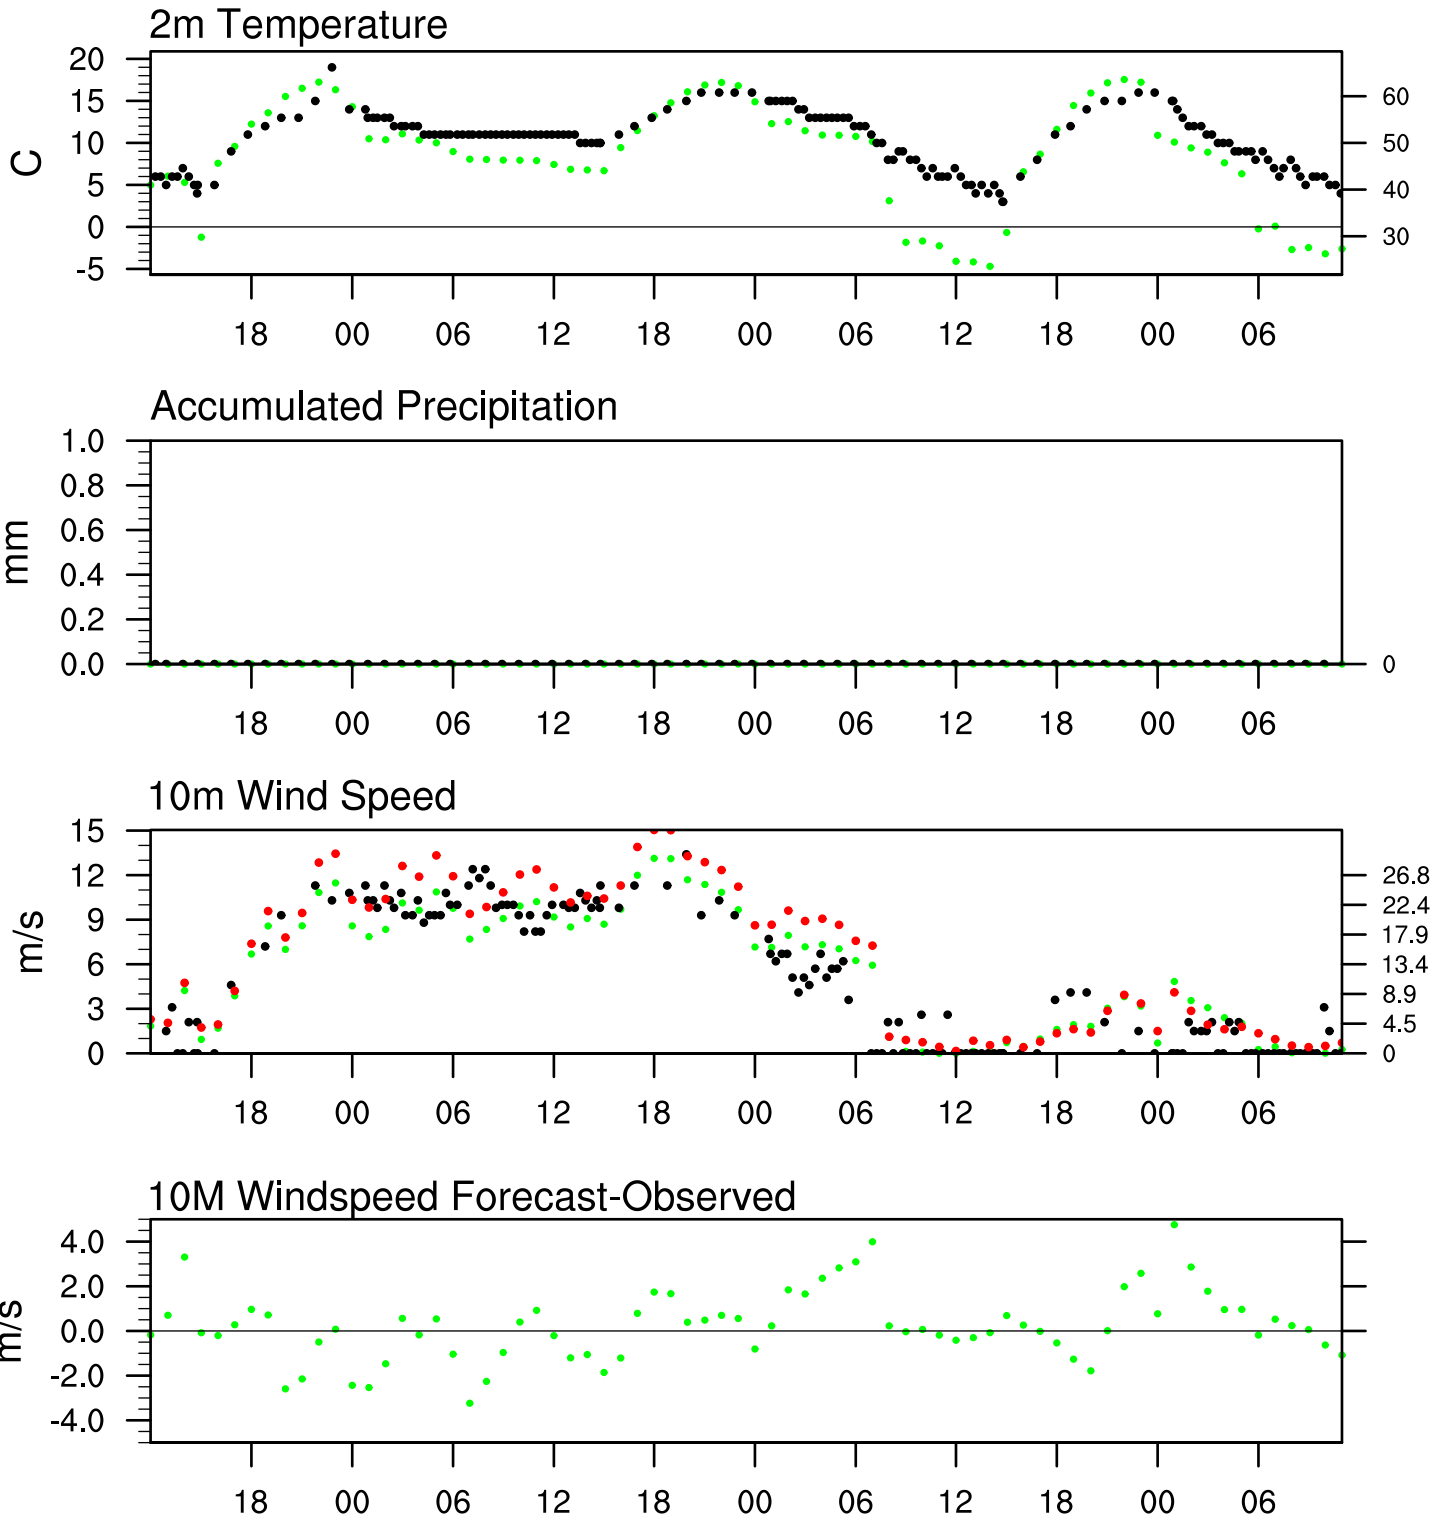 2m Temperature
20
15
10
5
0
-5
C
60
50
40
30
18 00 06 12 18 00 06 12 18 00 06
Accumulated Precipitation
1.0
0.8
0.6
0.4
0.2
0.0
mm
0
18 00 06 12 18 00 06 12 18 00 06
10m Wind Speed
15
12
9
6
3
0
m/s
26.8
22.4
17.9
13.4
8.9
4.5
0
18 00 06 12 18 00 06 12 18 00 06
10M Windspeed Forecast-Observed
4.0
2.0
0.0
-2.0
-4.0
m/s
18 00 06 12 18 00 06 12 18 00 06